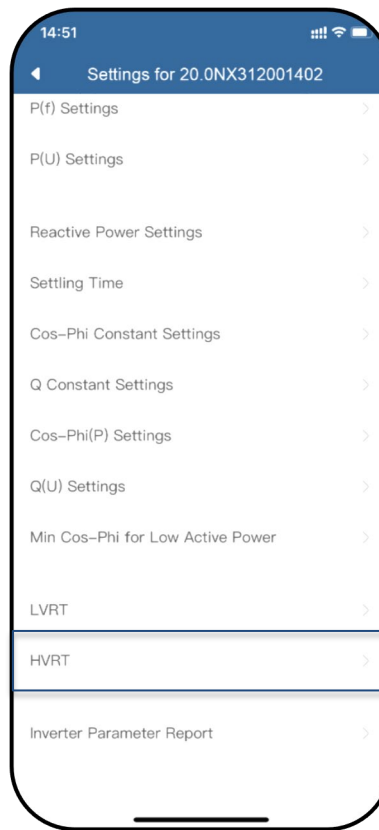 14:51
Settings for 20.0NX312001402
P(f) Settings
P(U) Settings
Reactive Power Settings
Settling Time
Cos-Phi Constant Settings
Q Constant Settings
Cos-Phi(P) Settings
Q(U) Settings
Min Cos-Phi for Low Active Power
LVRT
HVRT
Inverter Parameter Report